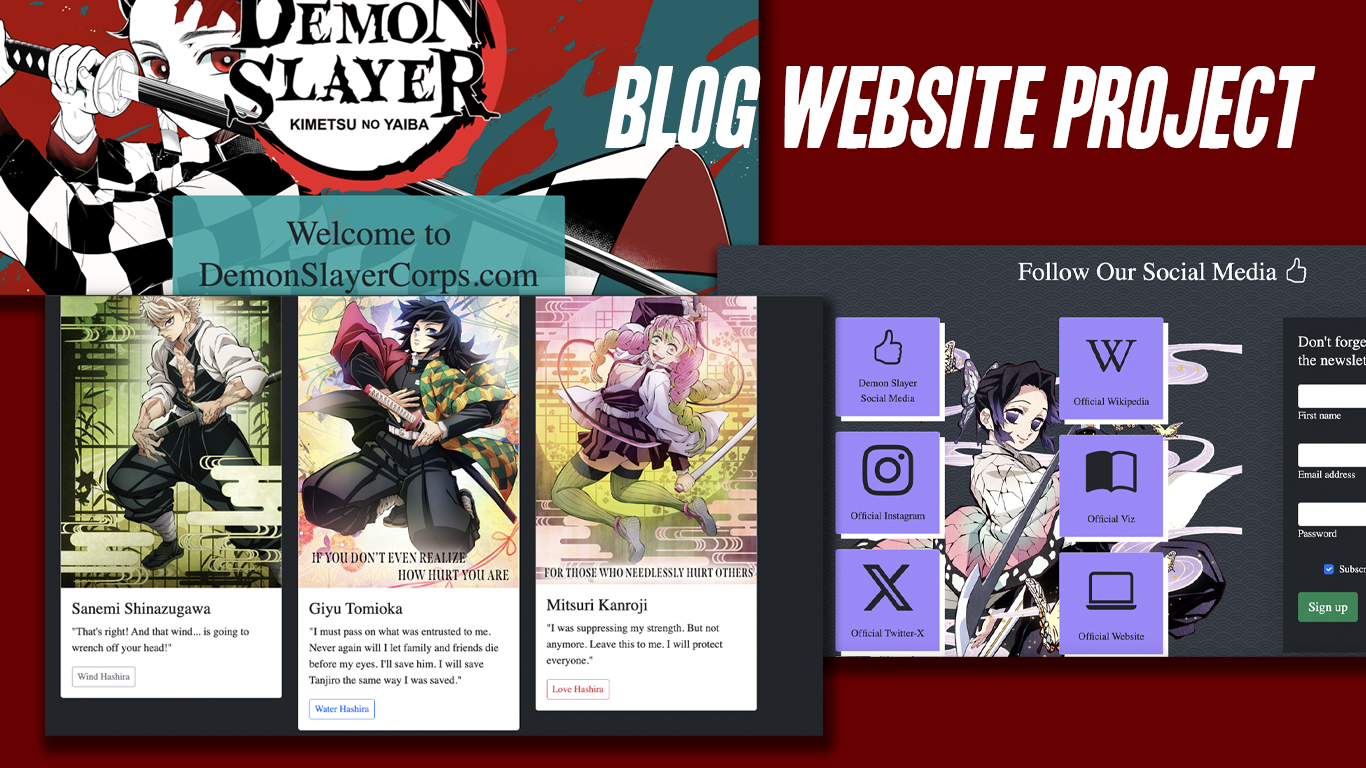 DEMON
SLAYER
KIMETSU NO YAIBA
BLOG WEBSITE PROJECT
Welcome to
DemonSlayerCorps.com
IF YOU DON'T EVEN REALIZE
HOW HURT YOU ARE
FOR THOSE WHO NEEDLESSLY HURT OTHERS
Sanemi Shinazugawa
"That's right! And that wind... is going to
wrench off your head!"
Wind Hashira
Giyu Tomioka
"I must pass on what was entrusted to me.
Never again will I let family and friends die
before my eyes. I'll save him. I will save
Tanjiro the same way I was saved."
Water Hashira
Mitsuri Kanroji
"I was suppressing my strength. But not
anymore. Leave this to me. I will protect
everyone."
Love Hashira
Follow Our Social Media
Demon Slayer
Social Media
W
Official Wikipedia
Official Instagram
Official Viz
X
Official Twitter-X
Official Website
Don't forge
the newslet
First name
Email address
Password
Subscr
Sign up